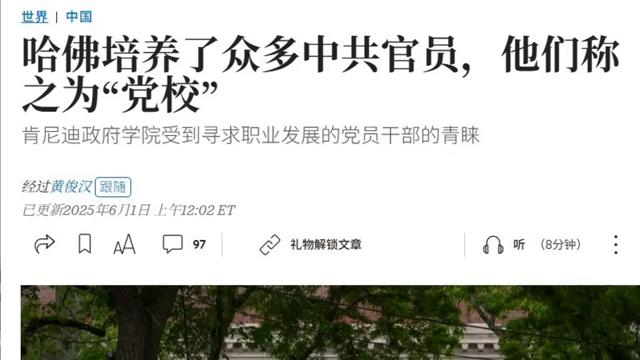 世界 | 中国
哈佛培养了众多中共官员，他们称
之为“党校”
肯尼迪政府学院受到寻求职业发展的党员干部的青睐
经过黄俊汉 跟随
已更新2025年6月1日 上午12:02 ET
AA 97 礼物解锁文章 听 （8分钟）